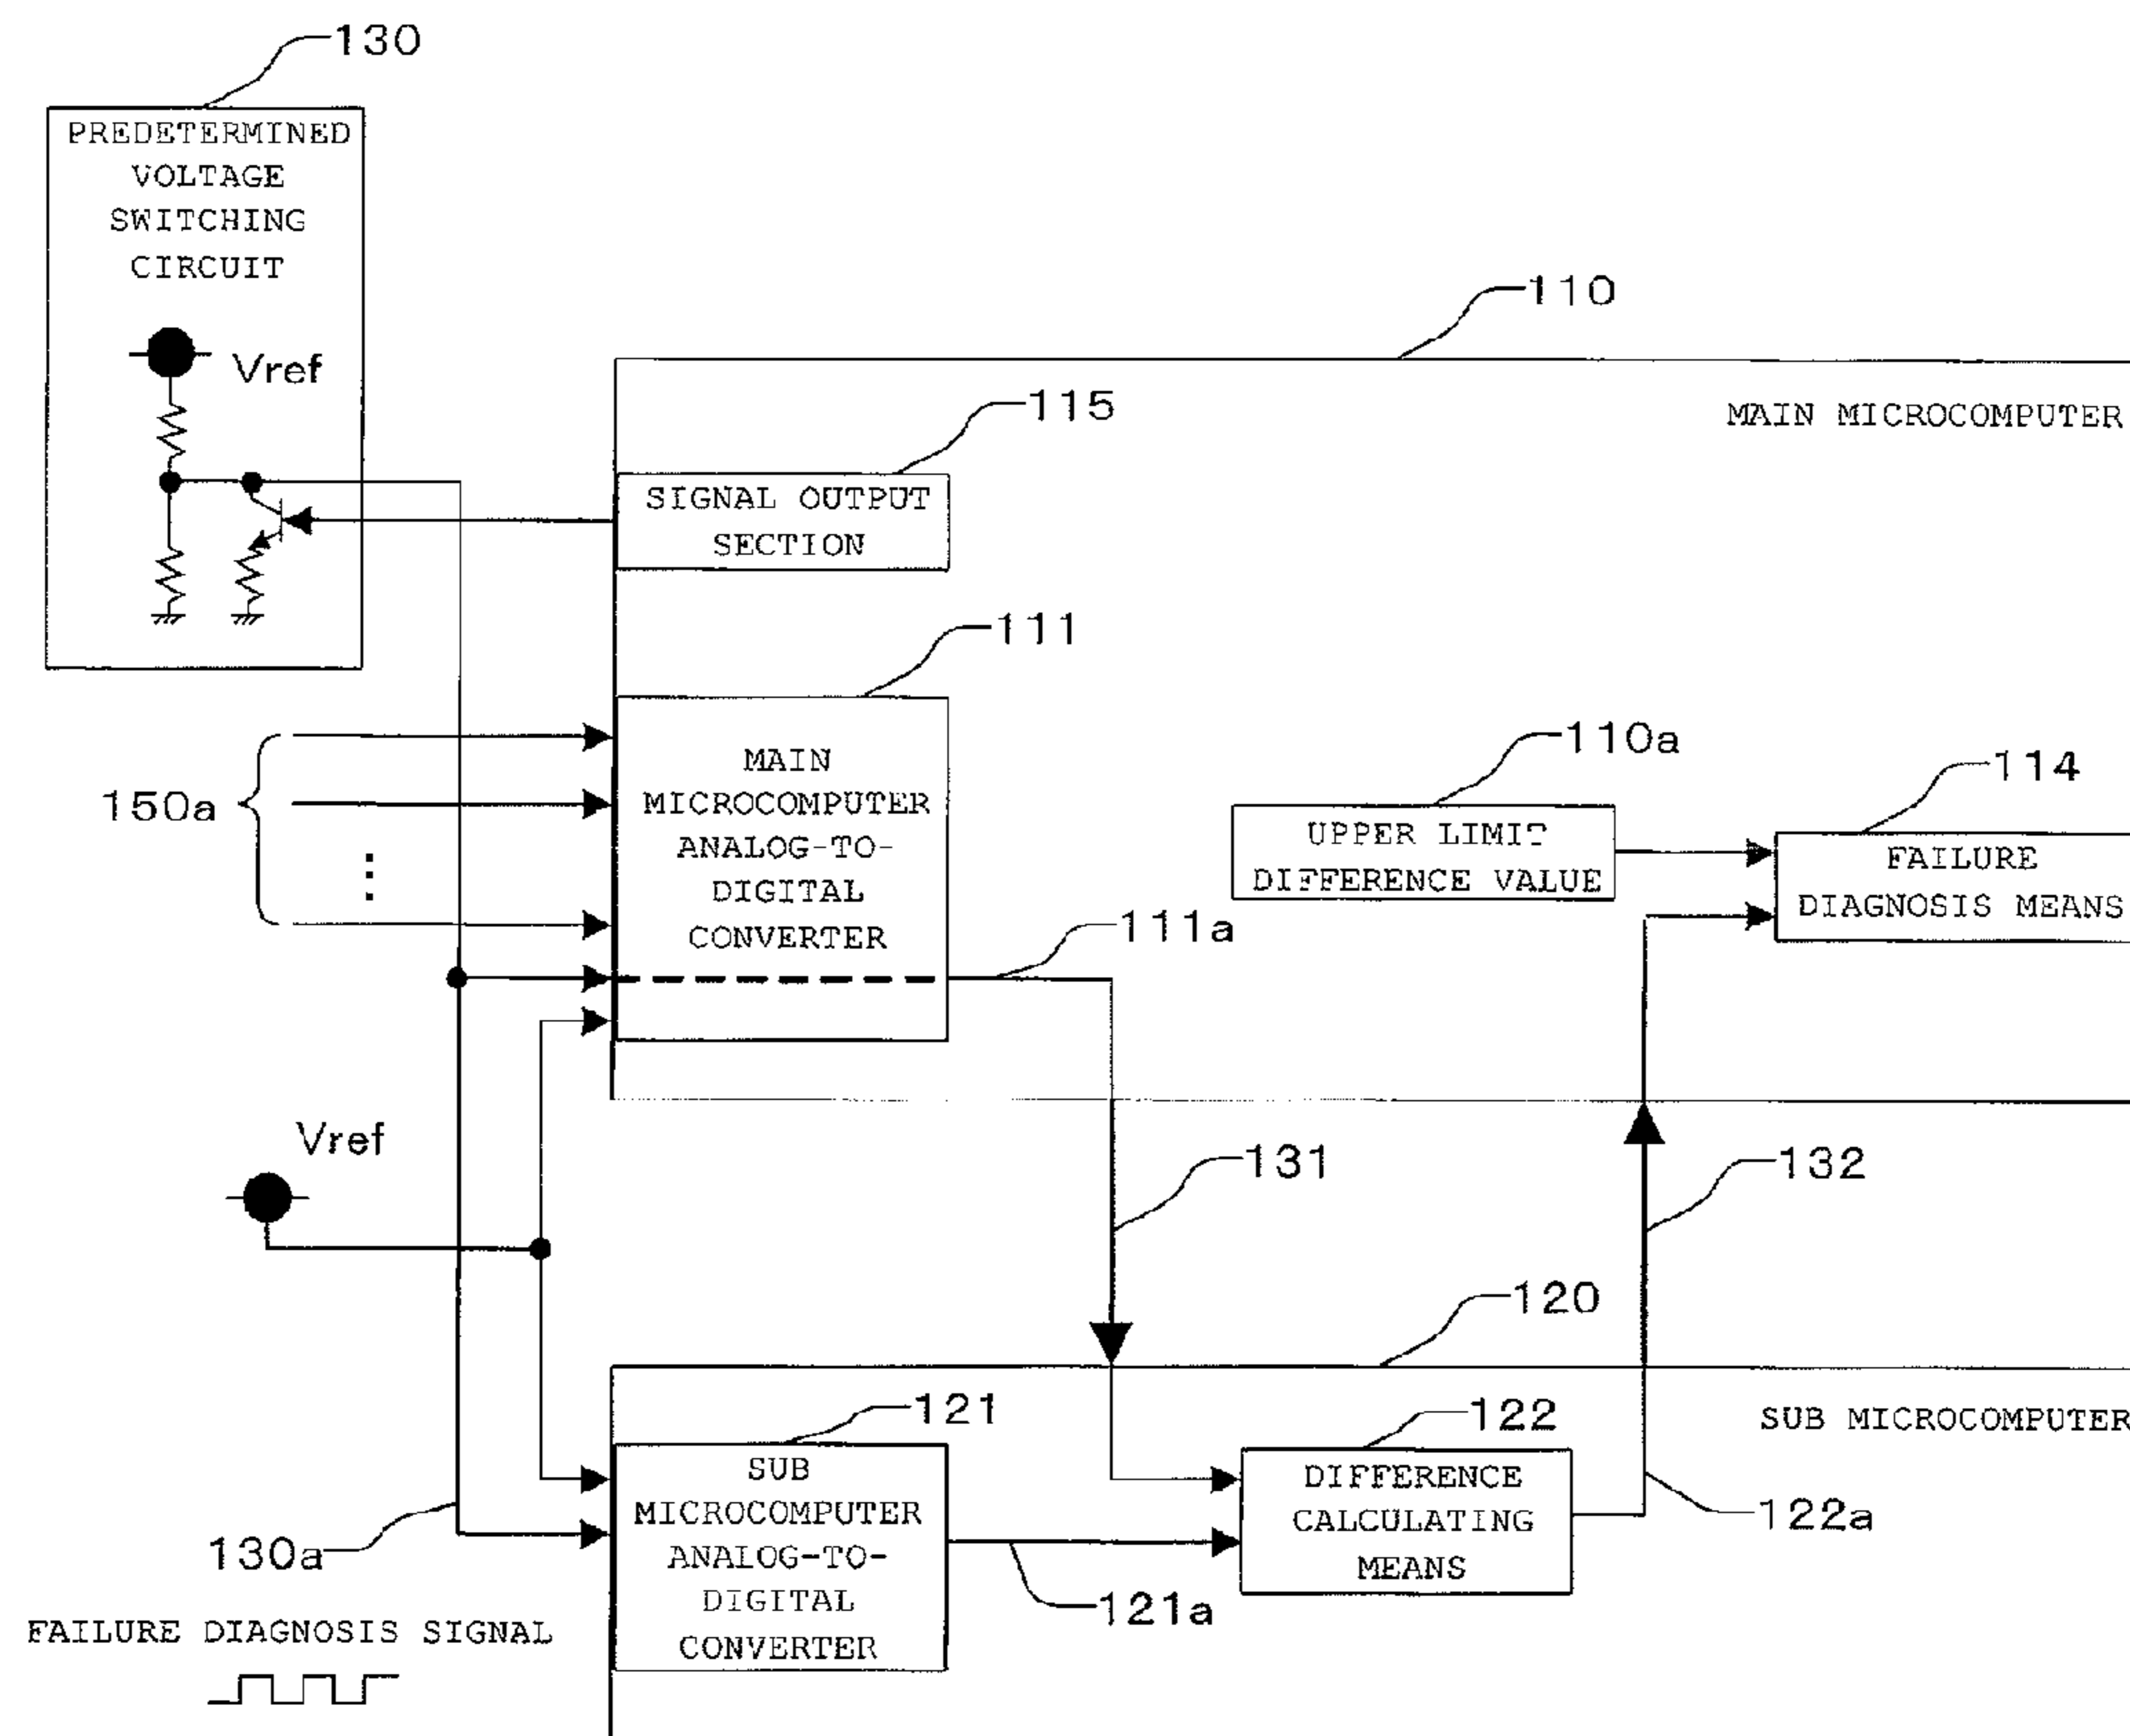 130
PREDETERMINED
VOLTAGE
SWITCHING
CIRCUIT
Vref
110
MAIN MICROCOMPUTER
115
SIGNAL OUTPUT
SECTION
111
MAIN
MICROCOMPUTER
ANALOG-TO-
DIGITAL
CONVERTER
150a
111a
110a
UPPER LIMIT
DIFFERENCE VALUE
114
FAILURE
DIAGNOSIS MEANS
Vref
131
132
120
SUB MICROCOMPUTER
121
SUB
MICROCOMPUTER
ANALOG-TO-
DIGITAL
CONVERTER
122
DIFFERENCE
CALCULATING
MEANS
122a
121a
130a
FAILURE DIAGNOSIS SIGNAL